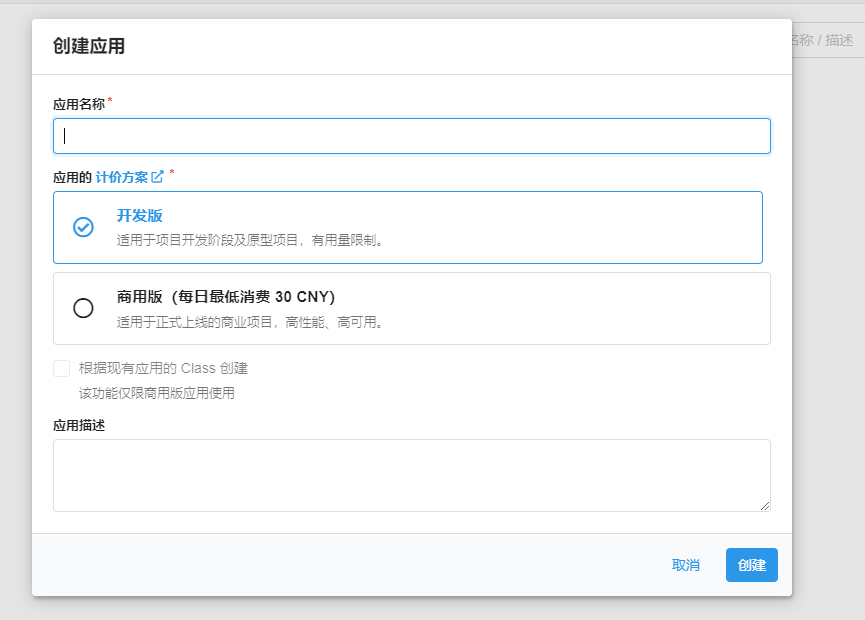 创建应用
名称 / 描述
应用名称*
应用的 计价方案 *
开发版
适用于项目开发阶段及原型项目，有用量限制。
商用版（每日最低消费 30 CNY）
适用于正式上线的商业项目，高性能、高可用。
根据现有应用的 Class 创建
该功能仅限商用版应用使用
应用描述
取消
创建